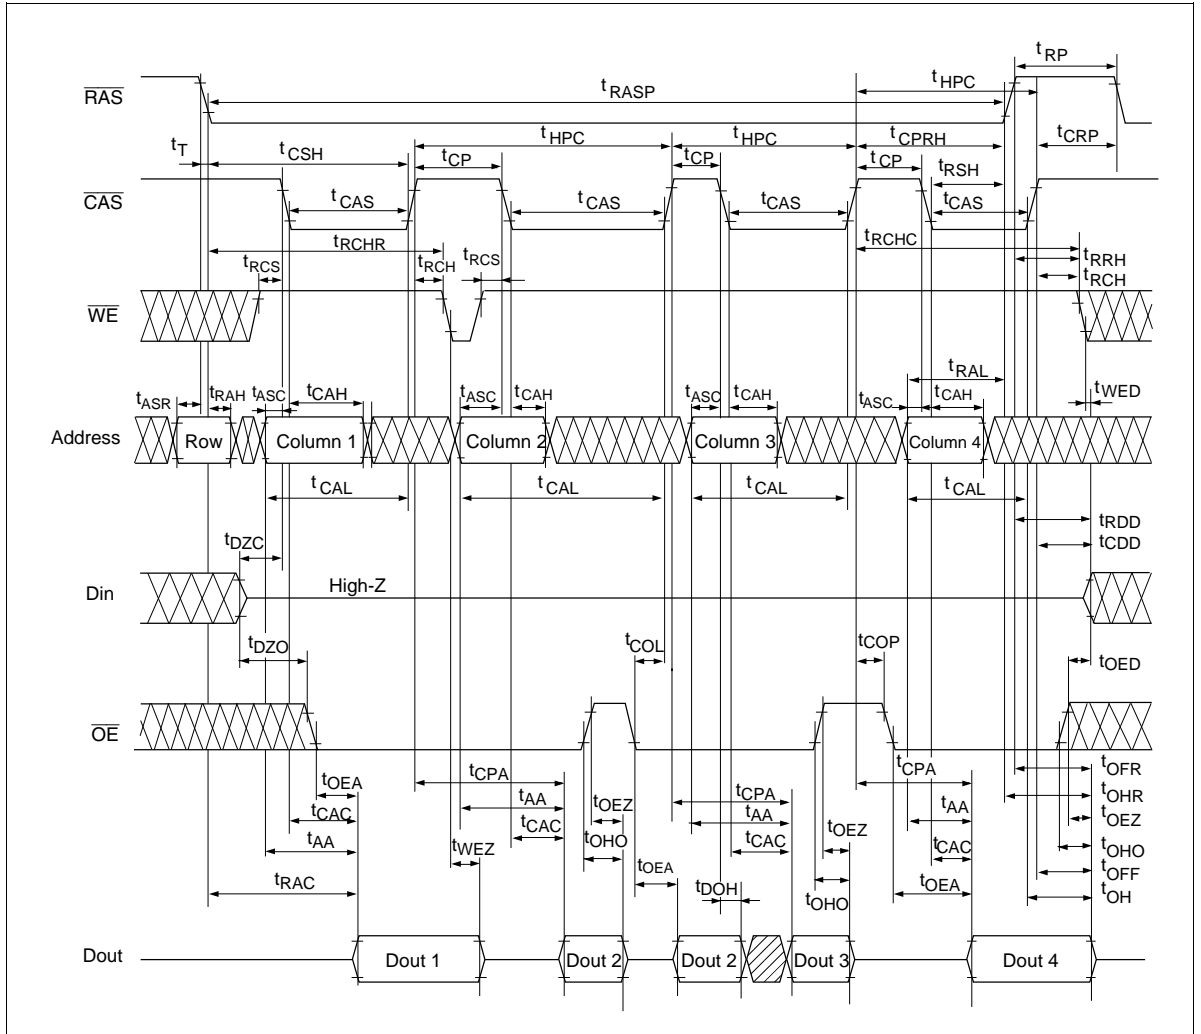 tRP
tHPC
RAS
tRASP
tT
tCSH
tHPC
tHPC
tCPRH
tCRP
tCP
tCP
tCP
tRSH
CAS
tCAS
tCAS
tCAS
tCAS
tRCHR
tRCHC
tRCS
tRCH
tRCS
tRRH
tRCH
WE
tRAL
tASR
tRAH
tASC
tCAH
tASC
tCAH
tASC
tCAH
tASC
tCAH
tWED
Address
Row
Column 1
Column 2
Column 3
Column 4
tCAL
tCAL
tCAL
tCAL
tRDD
tCDD
tDZC
Din
High-Z
tDZO
tCOL
tCOP
tOED
OE
tOEA
tCPA
tCPA
tOFR
tCAC
tAA
tOEZ
tCPA
tAA
tOHR
tAA
tCAC
tOHO
tAA
tOEZ
tCAC
tOEZ
tWEZ
tCAC
tOHO
tRAC
tOEA
tDOH
tOHO
tOEA
tOFF
tOH
Dout
Dout 1
Dout 2
Dout 2
Dout 3
Dout 4